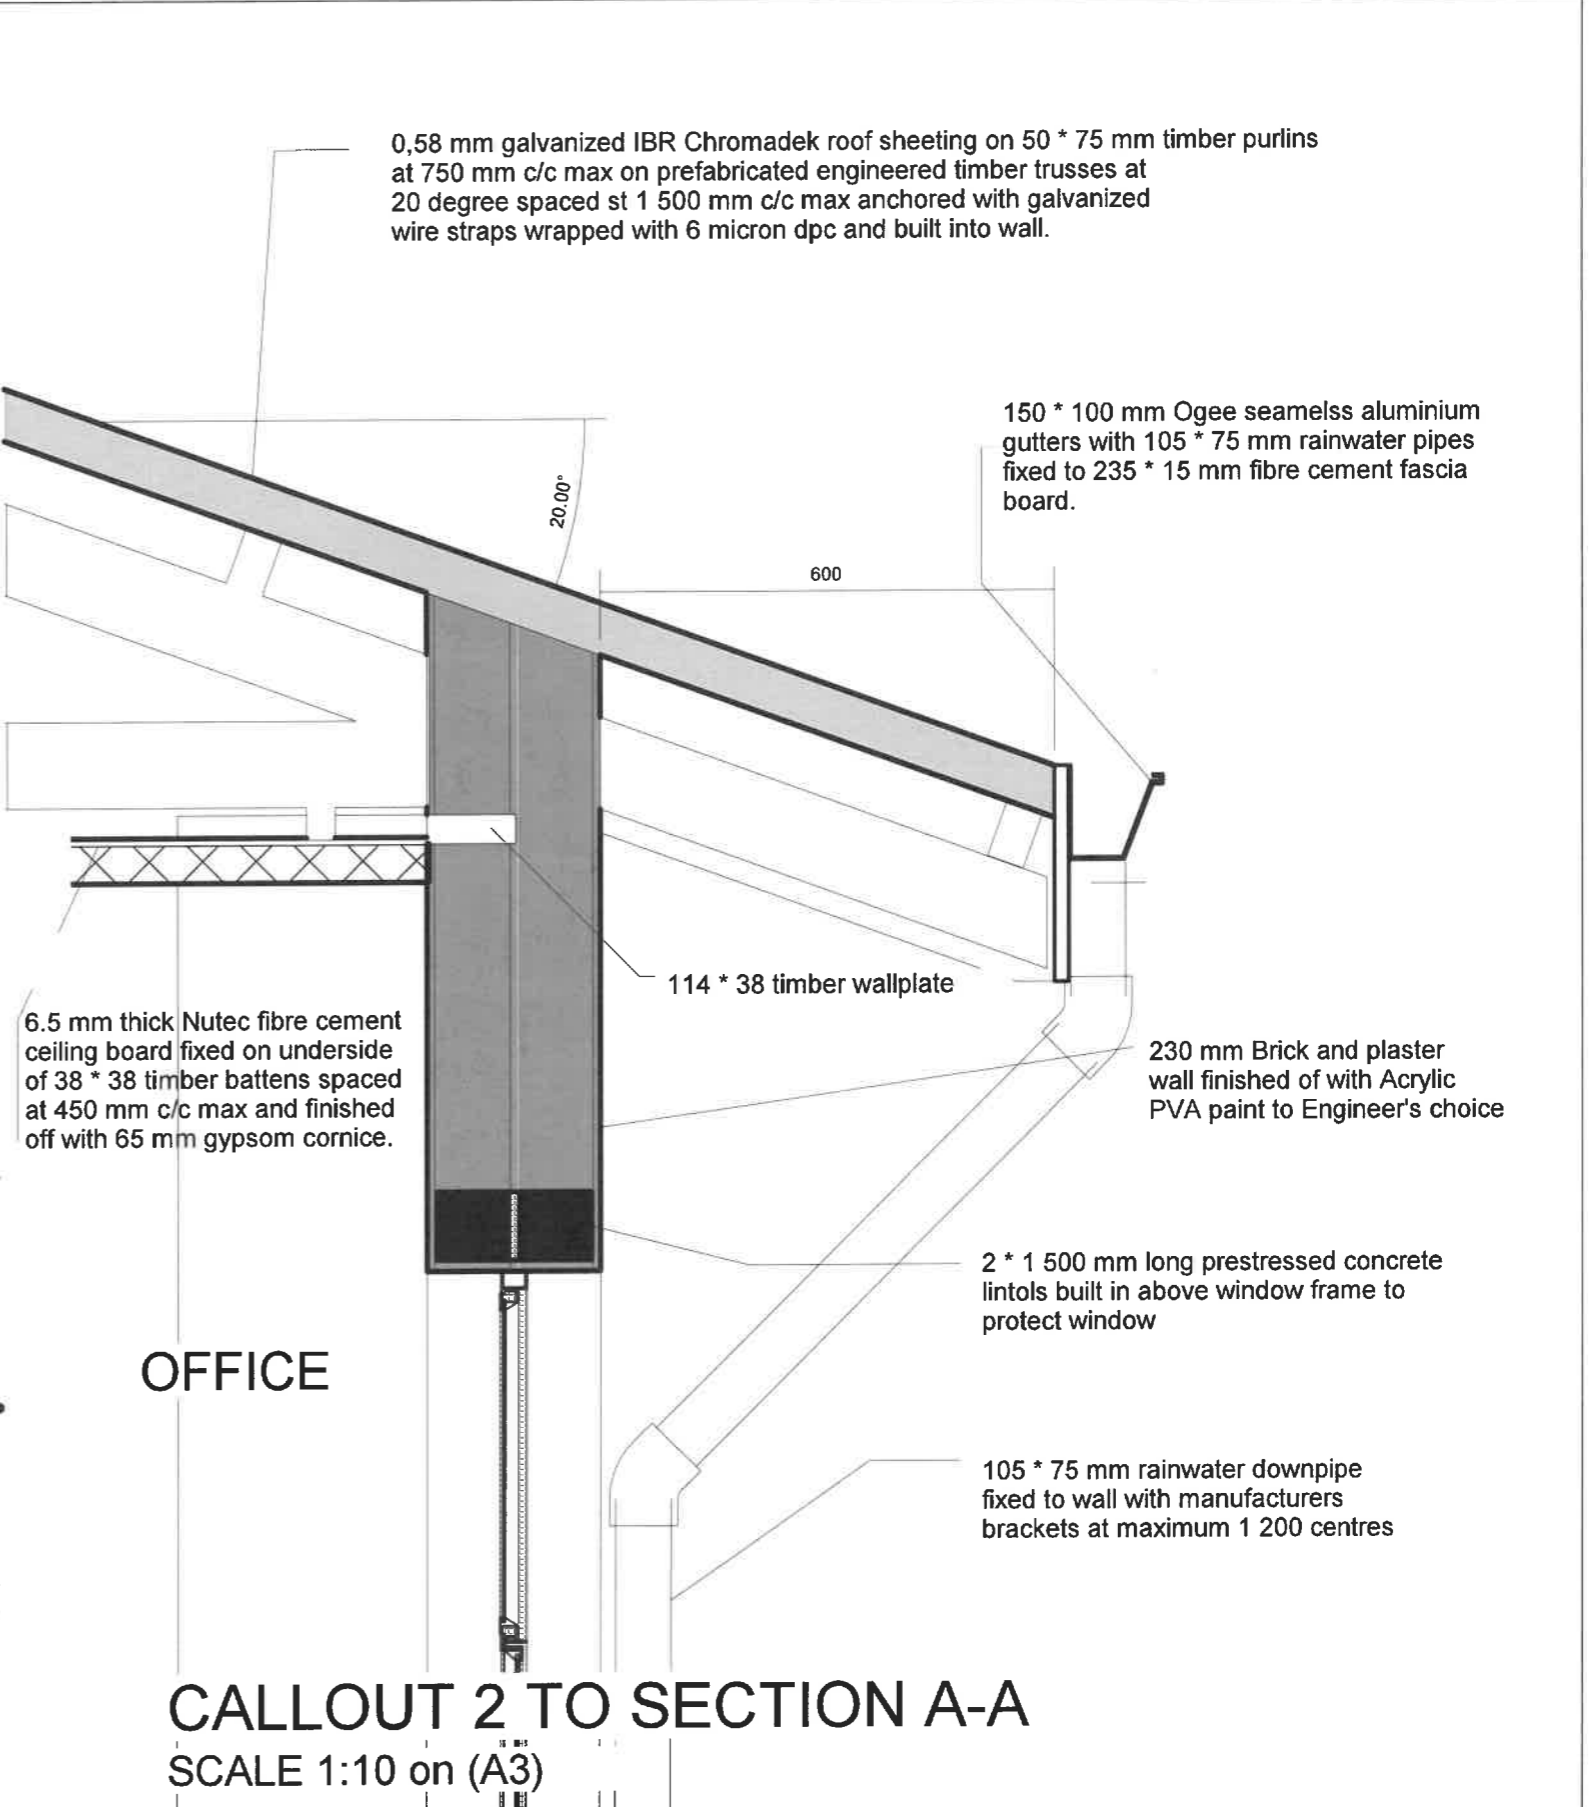 0,58 mm galvanized IBR Chromadek roof sheeting on 50 * 75 mm timber purlins
at 750 mm c/c max on prefabricated engineered timber trusses at
20 degree spaced st 1 500 mm c/c max anchored with galvanized
wire straps wrapped with 6 micron dpc and built into wall.
150 * 100 mm Ogee seamelss aluminium
gutters with 105 * 75 mm rainwater pipes
fixed to 235 * 15 mm fibre cement fascia
board.
20.00°
600
114 * 38 timber wallplate
6.5 mm thick Nutec fibre cement
ceiling board fixed on underside
of 38 * 38 timber battens spaced
at 450 mm c/c max and finished
off with 65 mm gypsom cornice.
230 mm Brick and plaster
wall finished of with Acrylic
PVA paint to Engineer's choice
2 * 1 500 mm long prestressed concrete
lintols built in above window frame to
protect window
OFFICE
105 * 75 mm rainwater downpipe
fixed to wall with manufacturers
brackets at maximum 1 200 centres
CALLOUT 2 TO SECTION A-A
SCALE 1:10 on (A3)